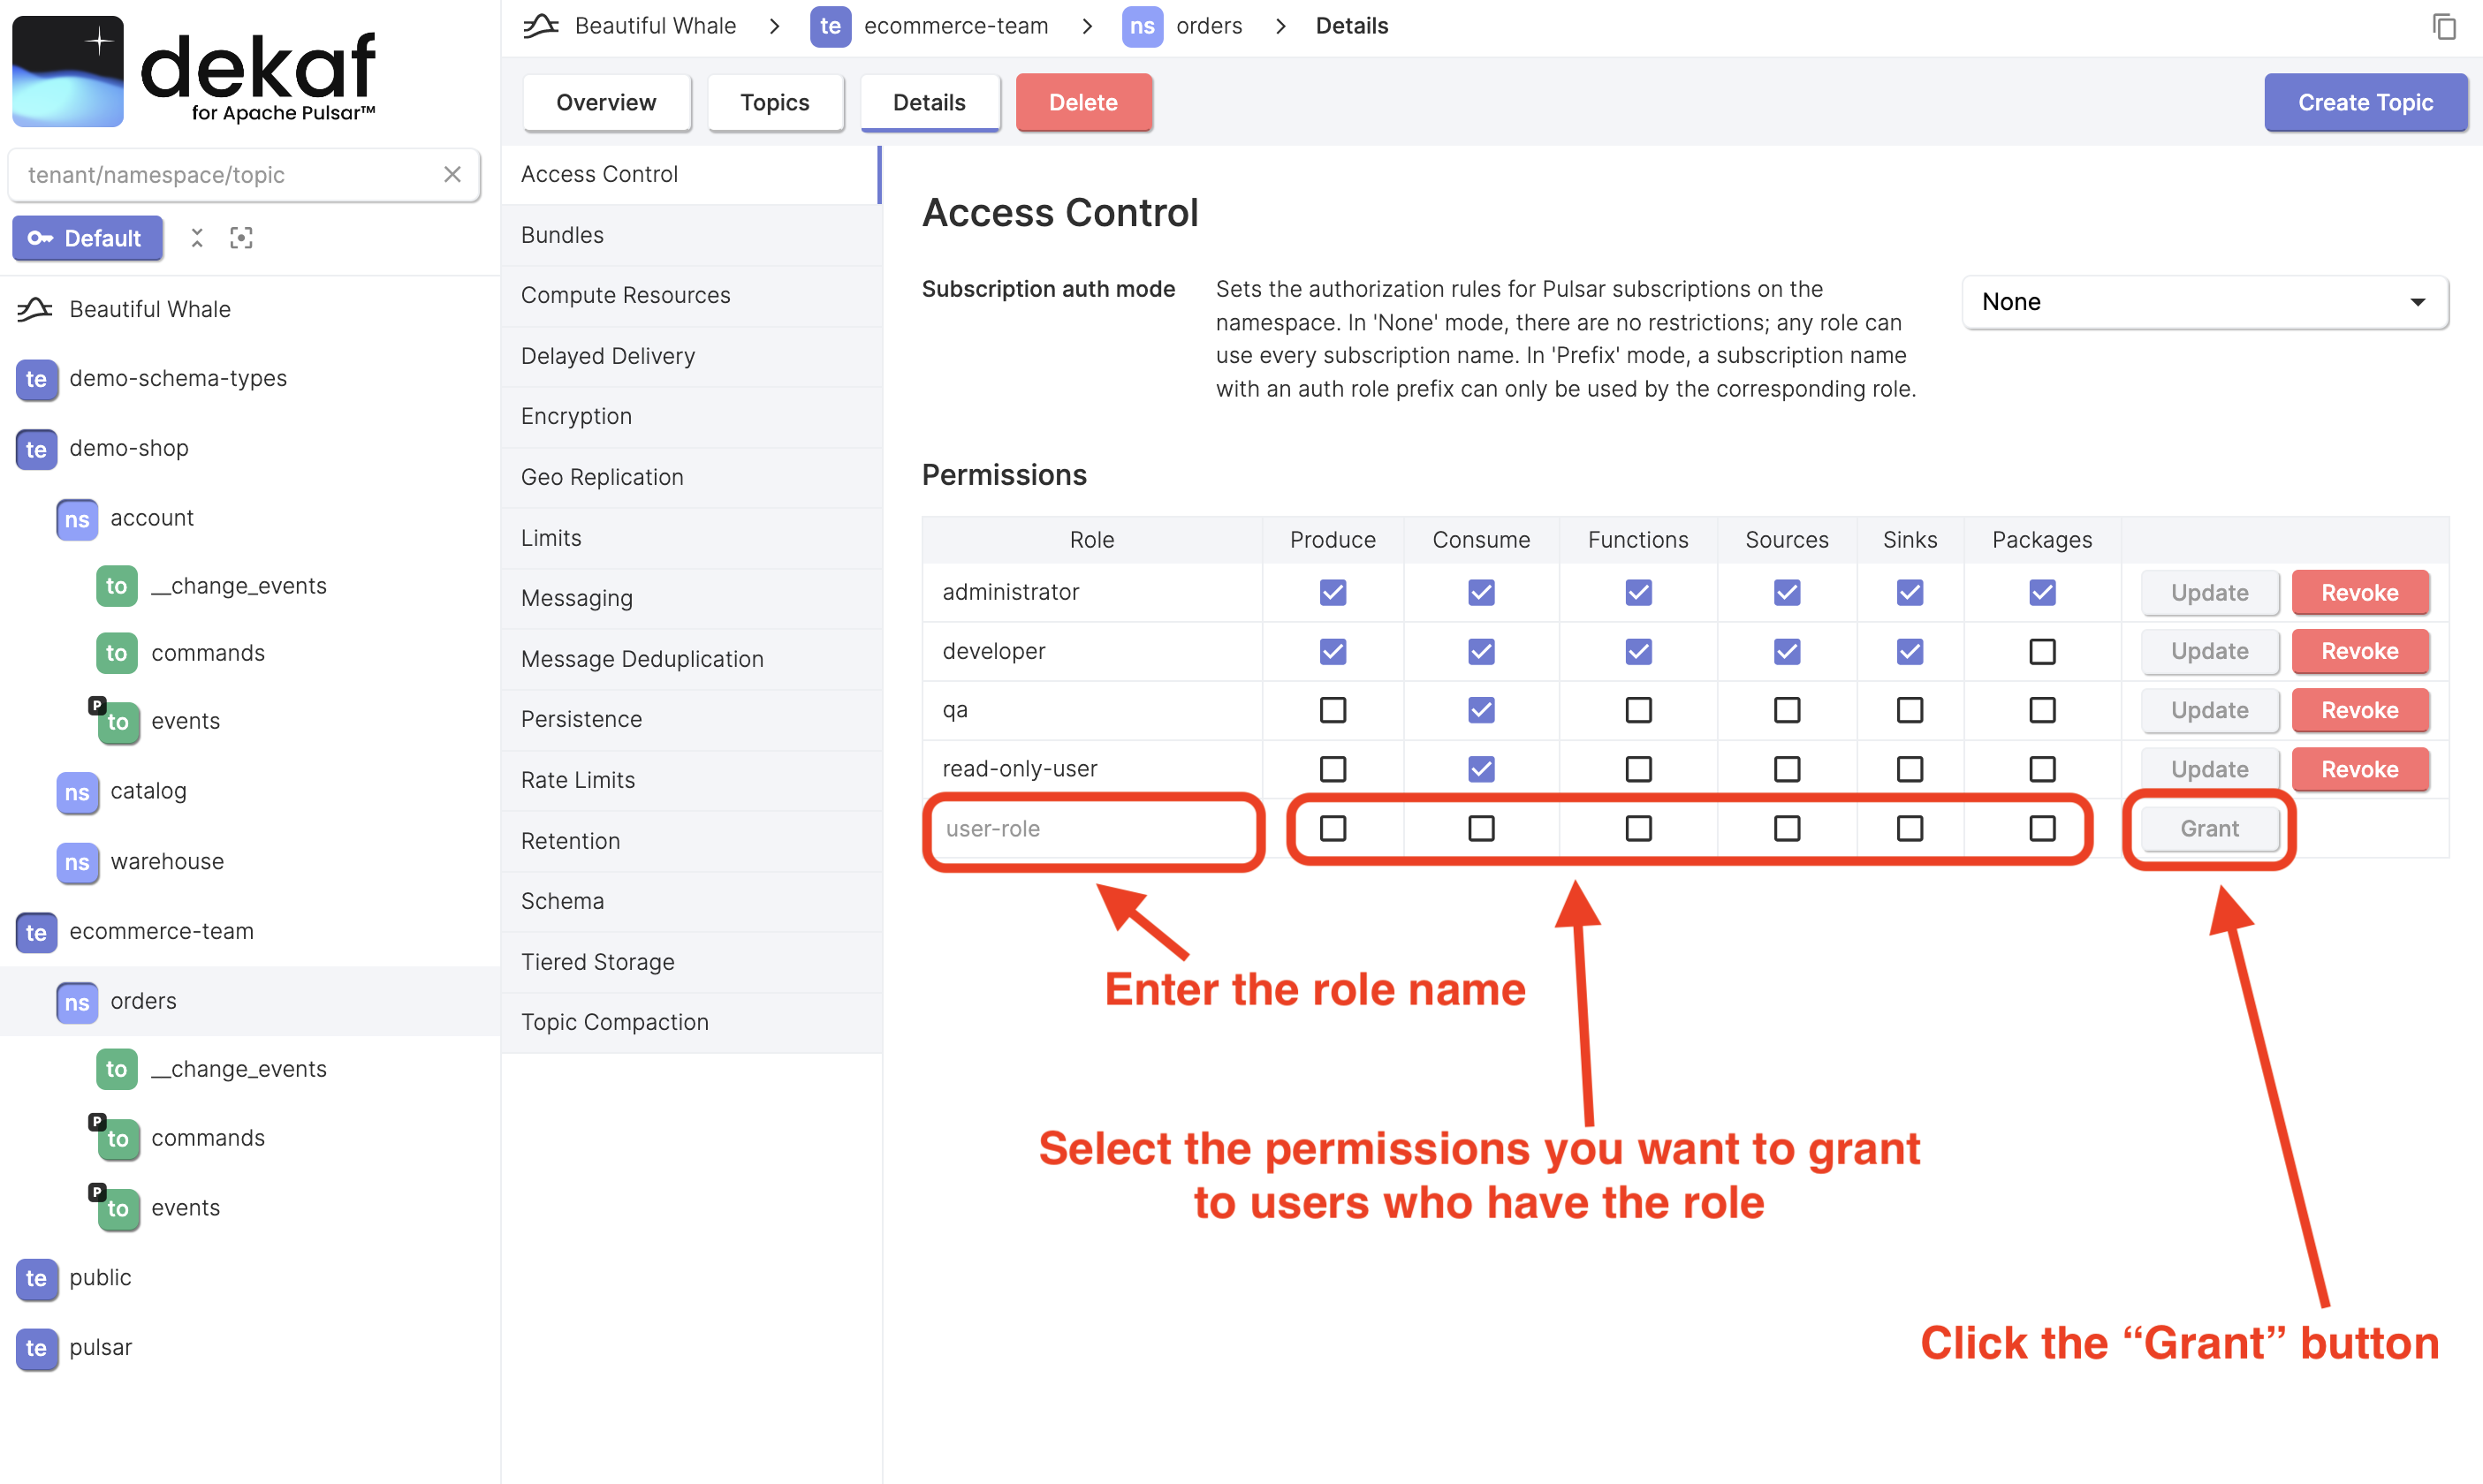 dekaf
for Apache Pulsar™
tenant/namespace/topic
Default
Beautiful Whale
te demo-schema-types
te demo-shop
ns account
to __change_events
to commands
P to events
ns catalog
ns warehouse
te ecommerce-team
ns orders
to __change_events
P to commands
P to events
te public
te pulsar
Beautiful Whale > te ecommerce-team > ns orders > Details
Overview Topics Details Delete Create Topic
Access Control
Bundles
Compute Resources
Delayed Delivery
Encryption
Geo Replication
Limits
Messaging
Message Deduplication
Persistence
Rate Limits
Retention
Schema
Tiered Storage
Topic Compaction
Access Control
Subscription auth mode
Sets the authorization rules for Pulsar subscriptions on the
namespace. In 'None' mode, there are no restrictions; any role can
use every subscription name. In 'Prefix' mode, a subscription name
with an auth role prefix can only be used by the corresponding role.
None
Permissions
Role Produce Consume Functions Sources Sinks Packages
administrator Update Revoke
developer Update Revoke
qa Update Revoke
read-only-user Update Revoke
user-role Grant
Enter the role name
Select the permissions you want to grant
to users who have the role
Click the “Grant” button